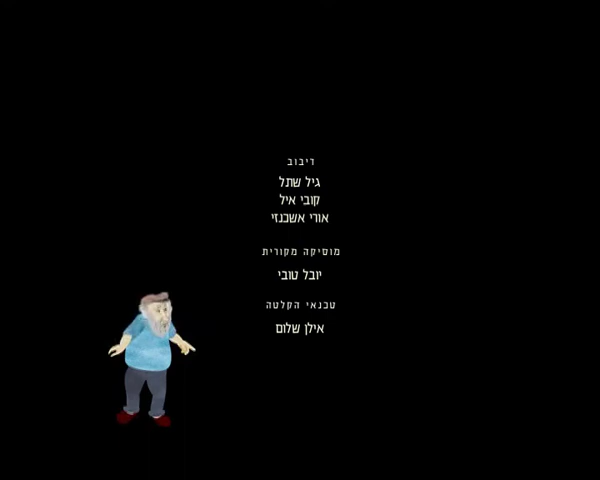 דיבוב
גיל שתל
קובי איל
אורי אשכנזי
מוסיקה מקורית
יובל טובי
טכנאי הקלטה
אילן שלום